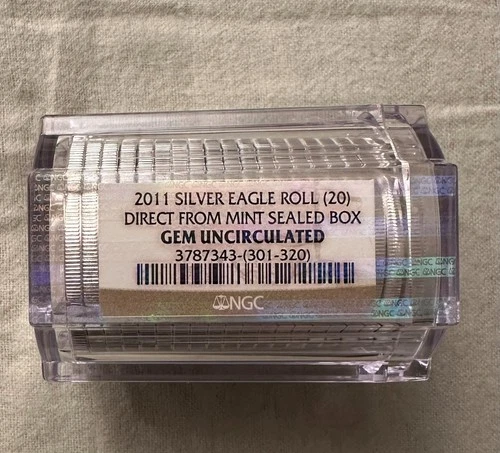 2011 SILVER EAGLE ROLL (20)
DIRECT FROM MINT SEALED BOX
GEM UNCIRCULATED
3787343-(301-320)
NGC